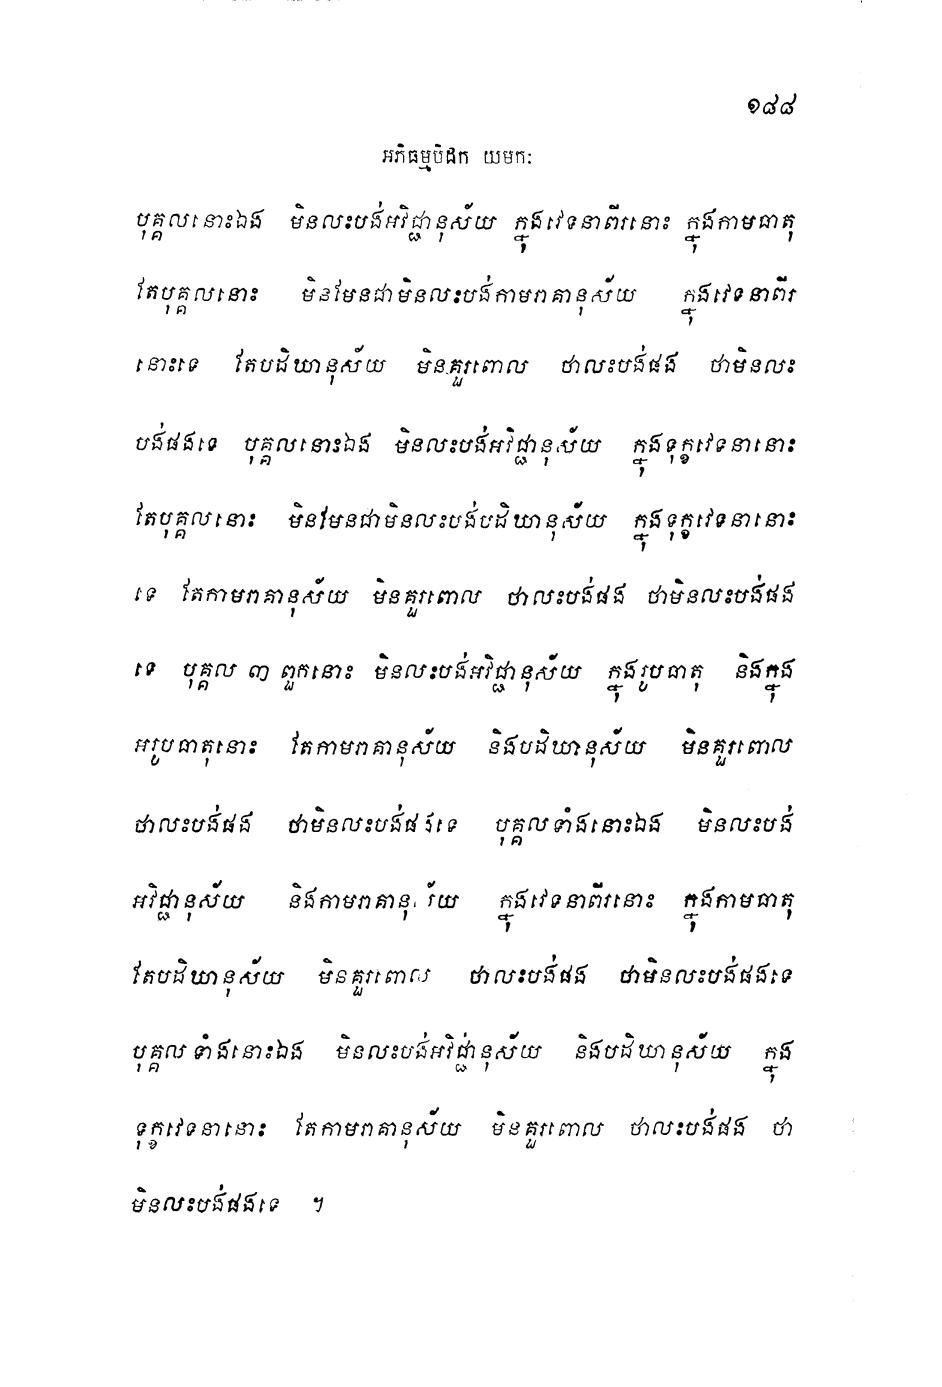 ១៨៨
អភិធម្មបិដក យមកៈ
បុគ្គលនោះឯង មិនលះបង់អវិជ្ជានុស័យ ក្នុងវេទនាពីរនោះ ក្នុងកាមធាតុ
តែបុគ្គលនោះ មិនមែនជាមិនលះបង់កាមរាគានុស័យ ក្នុងវេទនាពីរ
នោះទេ តែបដិឃានុស័យ មិនគួរពោល ថាលះបង់ផង ថាមិនលះ
បង់ផងទេ បុគ្គលនោះឯង មិនលះបង់អវិជ្ជានុស័យ ក្នុងទុក្ខវេទនានោះ
តែបុគ្គលនោះ មិនមែនជាមិនលះបង់បដិឃានុស័យ ក្នុងទុក្ខវេទនានោះ
ទេ តែកាមរាគានុស័យ មិនគួរពោល ថាលះបង់ផង ថាមិនលះបង់ផង
ទេ បុគ្គល ៣ ពួកនោះ មិនលះបង់អវិជ្ជានុស័យ ក្នុងរូបធាតុ និងក្នុង
អរូបធាតុនោះ តែកាមរាគានុស័យ និងបដិឃានុស័យ មិនគួរពោល
ថាលះបង់ផង ថាមិនលះបង់ផងទេ បុគ្គលទាំងនោះឯង មិនលះបង់
អវិជ្ជានុស័យ និងកាមរាគានុស័យ ក្នុងវេទនាពីរនោះ ក្នុងកាមធាតុ
តែបដិឃានុស័យ មិនគួរពោល ថាលះបង់ផង ថាមិនលះបង់ផងទេ
បុគ្គលទាំងនោះឯង មិនលះបង់អវិជ្ជានុស័យ និងបដិឃានុស័យ ក្នុង
ទុក្ខវេទនានោះ តែកាមរាគានុស័យ មិនគួរពោល ថាលះបង់ផង ថា
មិនលះបង់ផងទេ ។